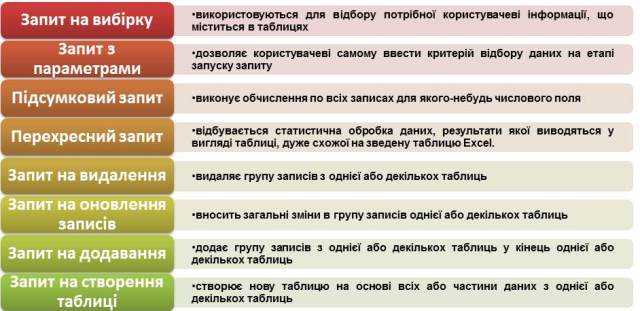 Запит на вибірку
•використовуються для відбору потрібної користувачеві інформації, що
міститься в таблицях
Запит з
параметрами
•дозволяє користувачеві самому ввести критерій відбору даних на етапі
запуску запиту
Підсумковий запит
•виконує обчислення по всіх записах для якого-небудь числового поля
Перехресний запит
•відбувається статистична обробка даних, результати якої виводяться у
вигляді таблиці, дуже схожої на зведену таблицю Excel.
Запит на видалення
•видаляє групу записів з однієї або декількох таблиць
Запит на оновлення
записів
•вносить загальні зміни в групу записів однієї або декількох таблиць
Запит на додавання
•додає групу записів з однієї або декількох таблиць у кінець однієї або
декількох таблиць
Запит на створення
таблиці
•створює нову таблицю на основі всіх або частини даних з однієї або
декількох таблиць